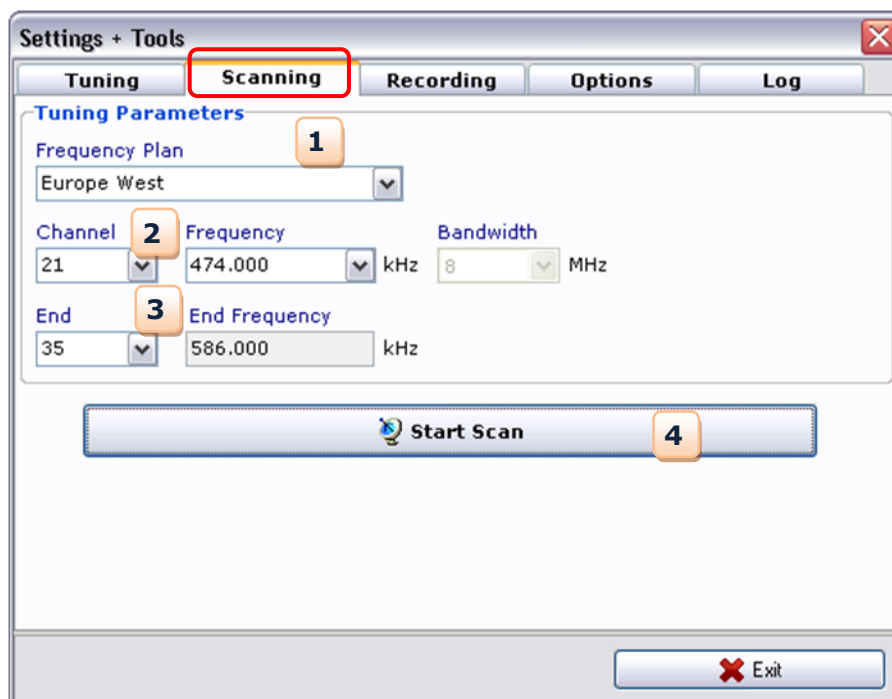 Settings + Tools
Tuning Scanning Recording Options Log
Tuning Parameters
1
Frequency Plan
Europe West
Channel 2 Frequency Bandwidth
21 474.000 kHz 8 MHz
End 3 End Frequency
35 586.000 kHz
Start Scan 4
Exit